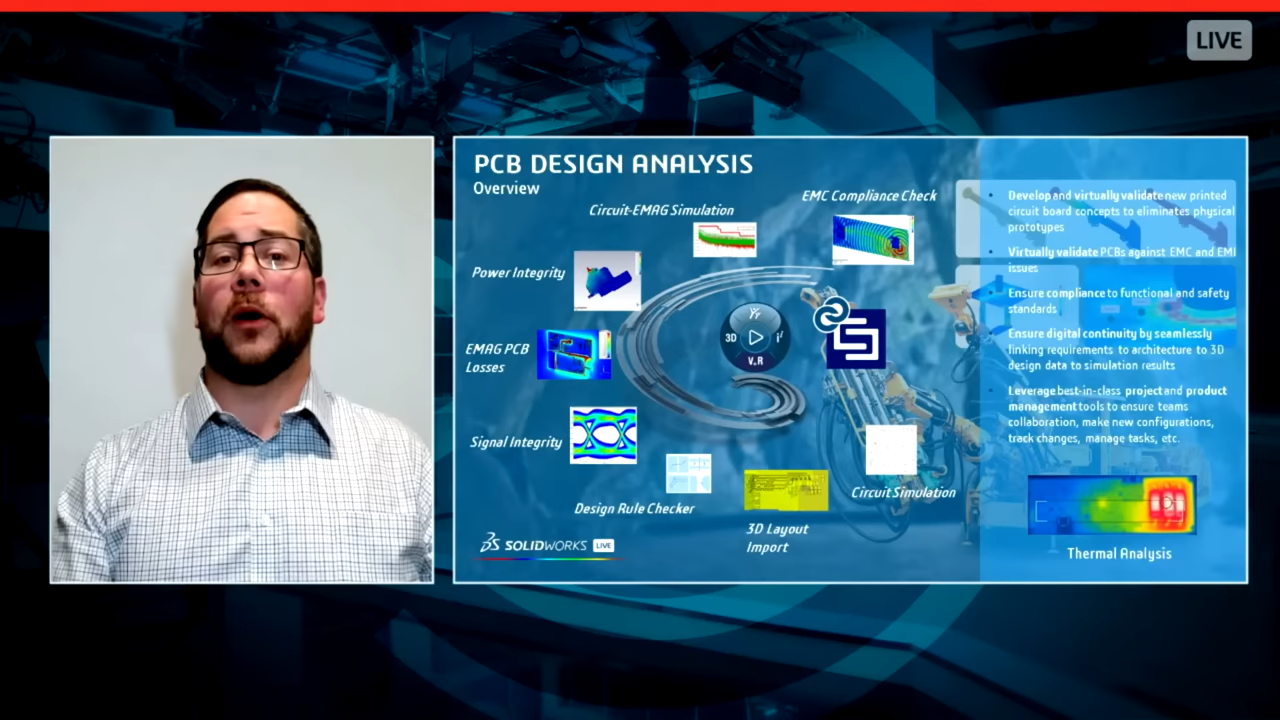 LIVE
PCB DESIGN ANALYSIS
Overview
Circuit-EMAG Simulation
EMC Compliance Check
Power Integrity
EMAG PCB
Losses
Signal Integrity
Design Rule Checker
3D Layout
Import
Circuit Simulation
3D
V.R
• Develop and virtually validate new printed
circuit board concepts to eliminates physical
prototypes
• Virtually validate PCBs against EMC and EMI
issues
• Ensure compliance to functional and safety
standards
• Ensure digital continuity by seamlessly
linking requirements to architecture to 3D
design data to simulation results
• Leverage best-in-class project and product
management tools to ensure teams
collaboration, make new configurations,
track changes, manage tasks, etc.
Thermal Analysis
SOLIDWORKS LIVE